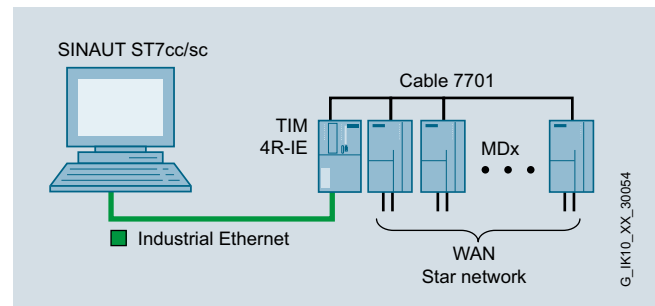 SINAUT ST7cc/sc
Cable 7701
TIM
4R-IE
MDx
Industrial Ethernet
WAN
Star network
G_IK10_XX_30054